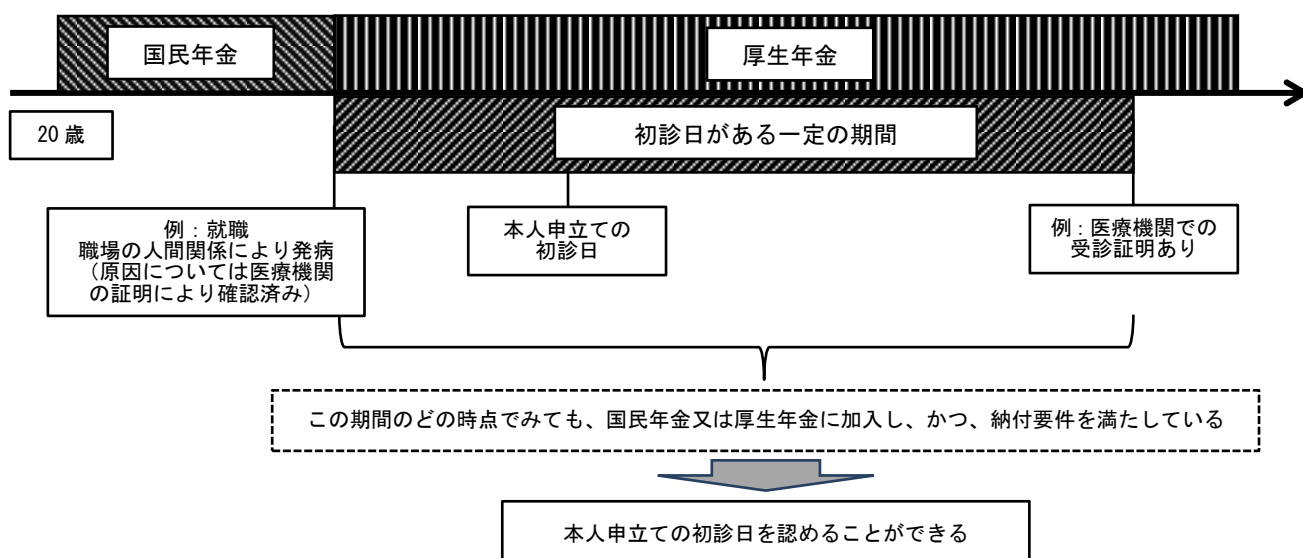 国民年金
厚生年金
20 歳
初診日がある一定の期間
例：就職
職場の人間関係により発病
（原因については医療機関
の証明により確認済み）
本人申立ての
初診日
例：医療機関での
受診証明あり
この期間のどの時点でみても、国民年金又は厚生年金に加入し、かつ、納付要件を満たしている
本人申立ての初診日を認めることができる